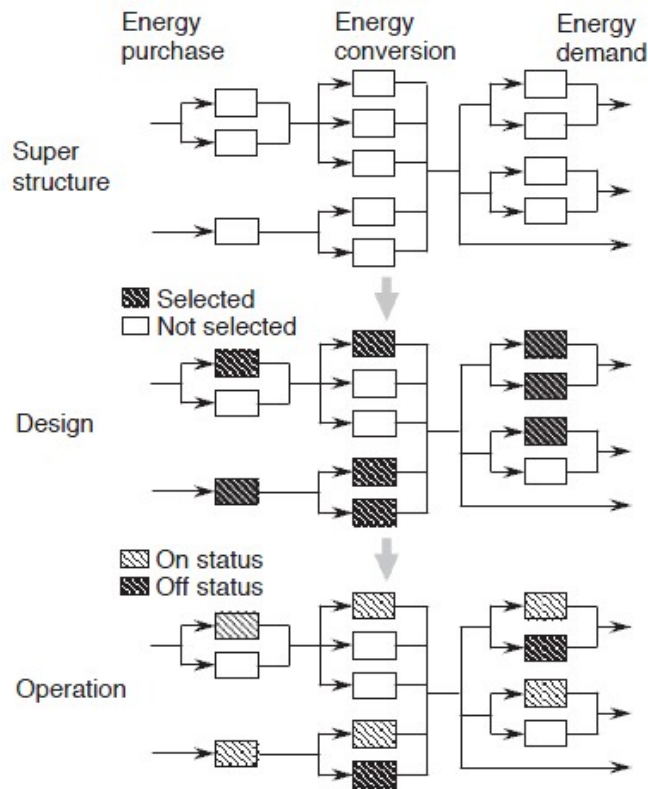 Energy
purchase
Energy
conversion
Energy
demand
Super
structure
Selected
Not selected
Design
On status
Off status
Operation